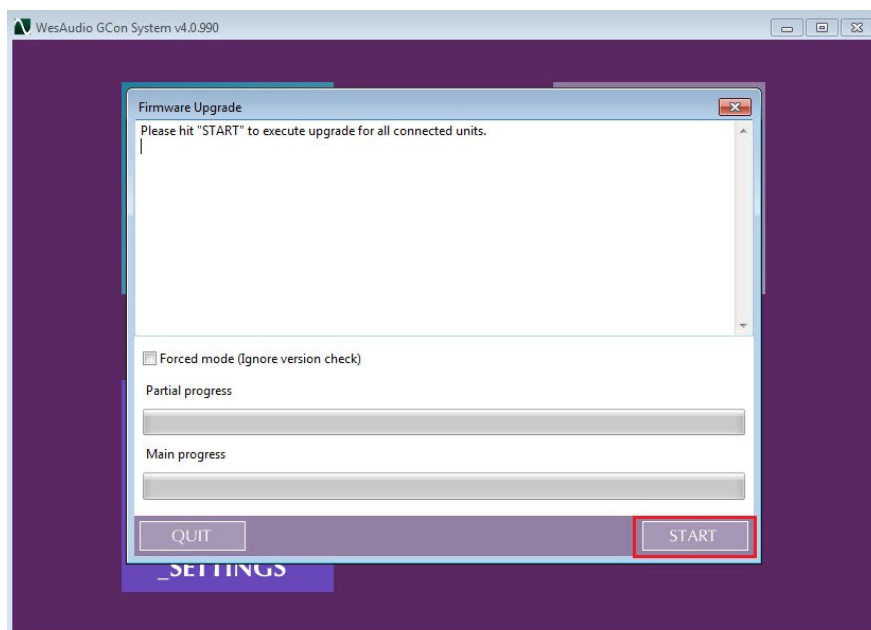 WesAudio GCon System v4.0.990
Firmware Upgrade
Please hit "START" to execute upgrade for all connected units.
Forced mode (Ignore version check)
Partial progress
Main progress
QUIT
START
_SETTINGS